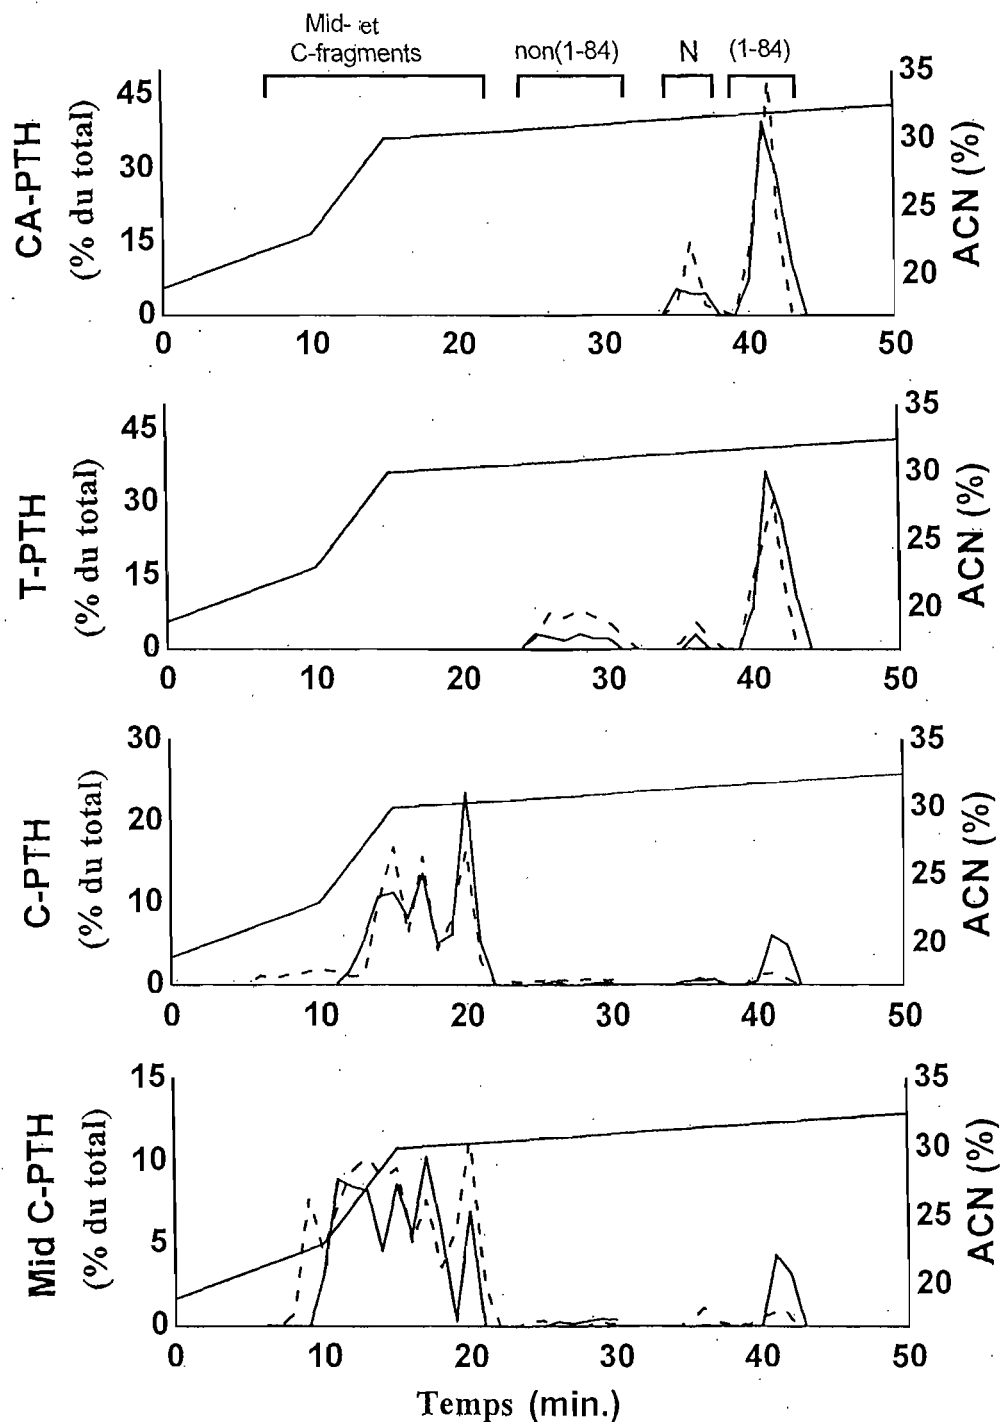 Mid- et
C-fragments
non(1-84)
N
(1-84)
CA-PTH
(% du total)
45
30
15
0
35
30
25
20
ACN (%)
0 10 20 30 40 50
T-PTH
(% du total)
45
30
15
0
35
30
25
20
ACN (%)
0 10 20 30 40 50
C-PTH
(% du total)
30
20
10
0
35
30
25
20
ACN (%)
0 10 20 30 40 50
Mid C-PTH
(% du total)
15
10
5
0
35
30
25
20
ACN (%)
0 10 20 30 40 50
Temps (min.)